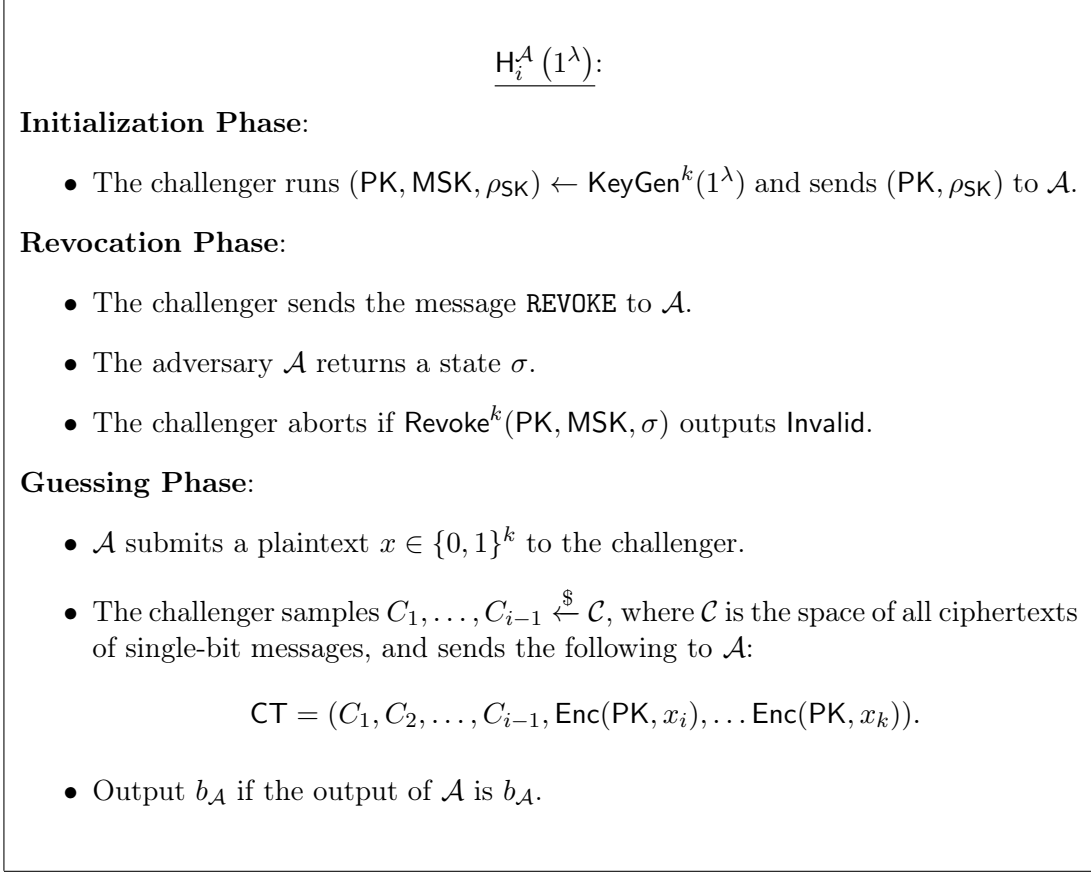 H_i^𝒜 (1^λ):
Initialization Phase:
• The challenger runs (PK, MSK, ρ_SK) ← KeyGen^k(1^λ) and sends (PK, ρ_SK) to 𝒜.
Revocation Phase:
• The challenger sends the message REVOKE to 𝒜.
• The adversary 𝒜 returns a state σ.
• The challenger aborts if Revoke^k(PK, MSK, σ) outputs Invalid.
Guessing Phase:
• 𝒜 submits a plaintext x ∈ {0, 1}^k to the challenger.
• The challenger samples C_1, . . . , C_{i−1} ←^$ 𝒞, where 𝒞 is the space of all ciphertexts
of single-bit messages, and sends the following to 𝒜:
CT = (C_1, C_2, . . . , C_{i−1}, Enc(PK, x_i), . . . Enc(PK, x_k)).
• Output b_𝒜 if the output of 𝒜 is b_𝒜.